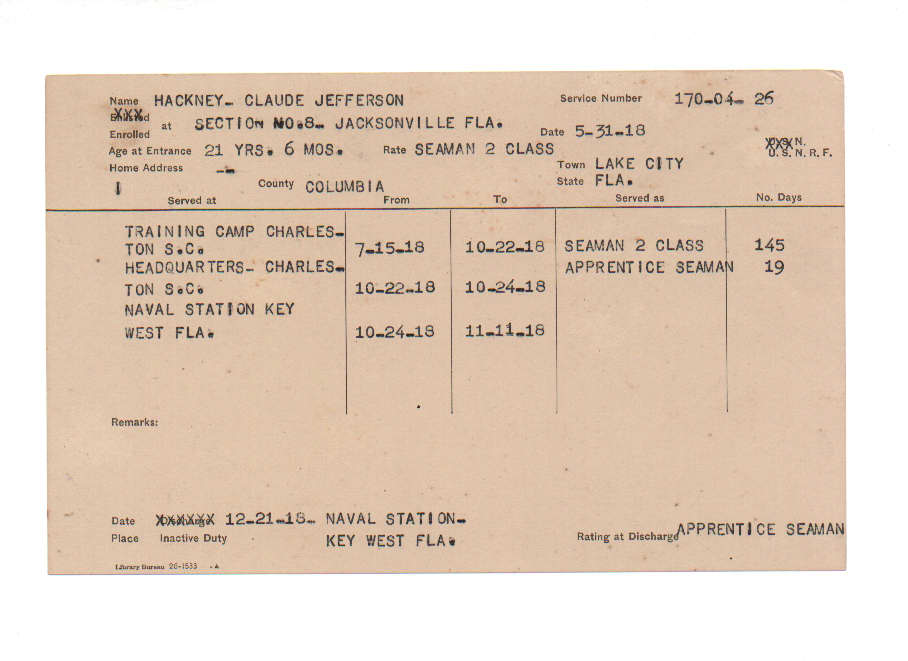 Name HACKNEY- CLAUDE JEFFERSON Service Number 170-04- 26
XXX
Enrolled at SECTION NO.8- JACKSONVILLE FLA. Date 5-31-18
Age at Entrance 21 YRS. 6 MOS. Rate SEAMAN 2 CLASS XXX N.
U.S.N.R.F.
Home Address -- Town LAKE CITY
County COLUMBIA State FLA.
Served at From To Served as No. Days
TRAINING CAMP CHARLES-
TON S.C. 7-15-18 10-22-18 SEAMAN 2 CLASS 145
HEADQUARTERS- CHARLES- APPRENTICE SEAMAN 19
TON S.C. 10-22-18 10-24-18
NAVAL STATION KEY
WEST FLA. 10-24-18 11-11-18
Remarks:
Date XXXXXX 12-21-18- NAVAL STATION-
Place Inactive Duty KEY WEST FLA. Rating at Discharge APPRENTICE SEAMAN
Library Bureau 26-1533